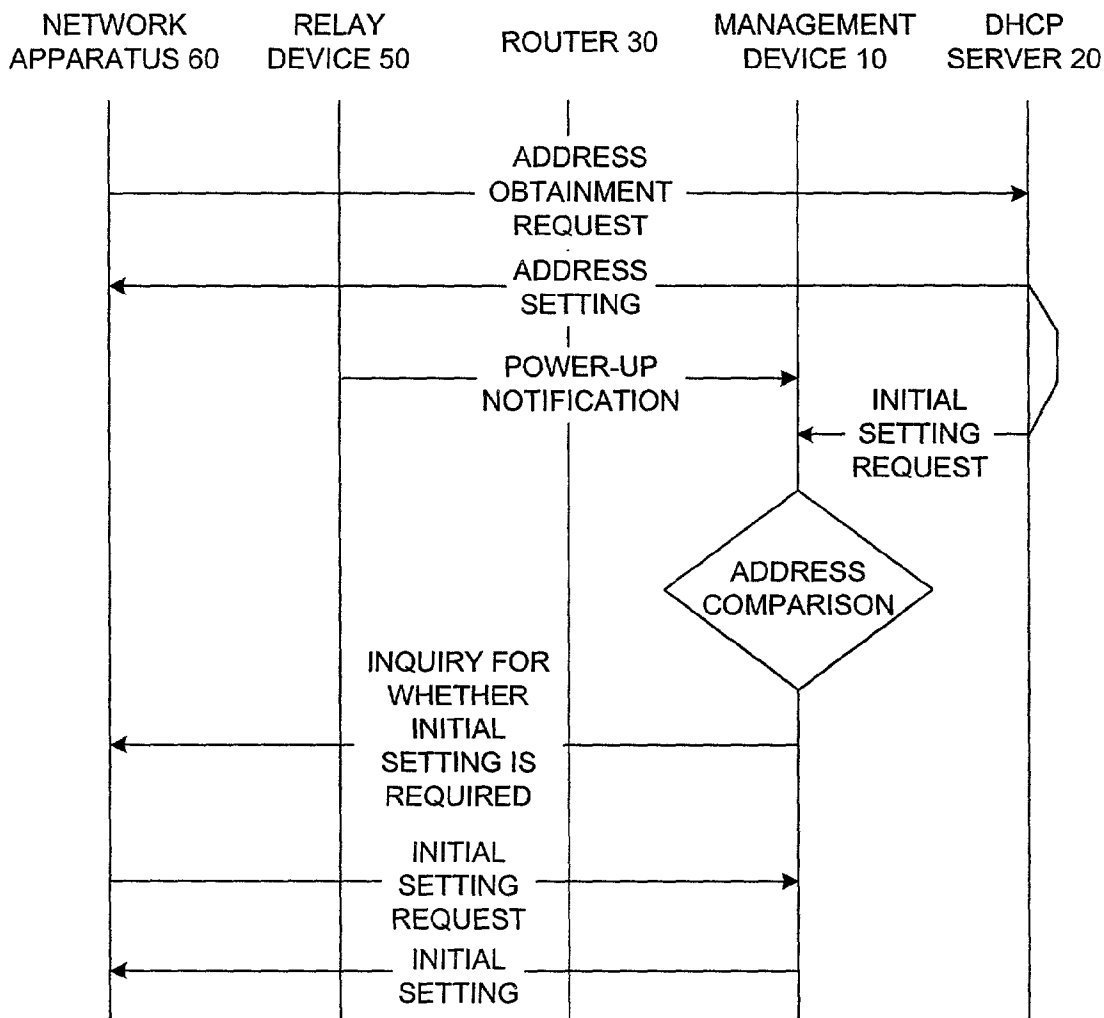 NETWORK
APPARATUS 60
RELAY
DEVICE 50
ROUTER 30
MANAGEMENT
DEVICE 10
DHCP
SERVER 20
ADDRESS
OBTAINMENT
REQUEST
ADDRESS
SETTING
POWER-UP
NOTIFICATION
INITIAL
SETTING
REQUEST
ADDRESS
COMPARISON
INQUIRY FOR
WHETHER
INITIAL
SETTING IS
REQUIRED
INITIAL
SETTING
REQUEST
INITIAL
SETTING